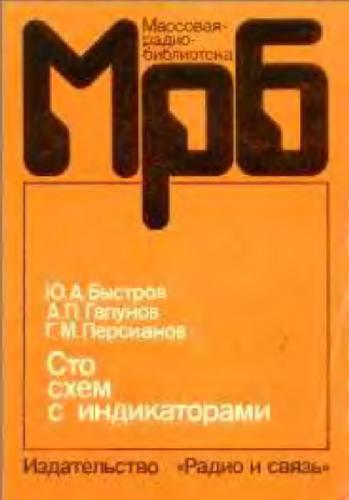 Массовая
радио-
библиотека
Мрб
Ю.А.Быстров
А.П.Гапунов
Г.М.Персианов
Сто
схем
с индикаторами
Издательство «Радио и связь»